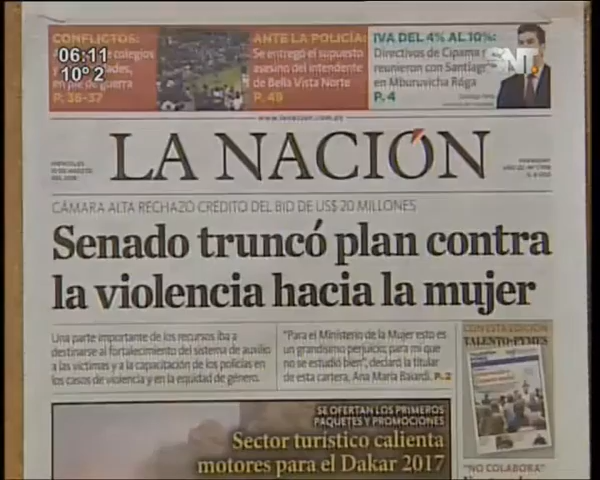 CONFLICTOS:
colegios
en pie de guerra
P. 36-37
ANTE LA POLICÍA:
Se entregó el supuesto
asesino del intendente
de Bella Vista Norte
P. 49
IVA DEL 4% AL 10%:
Directivos de Cipama
reunieron con Santiago
en Mburuvicha Róga
P. 4
06:11
10º2
SNT
LA NACIÓN
CÁMARA ALTA RECHAZO CRÉDITO DEL BID DE US$ 20 MILLONES
Senado truncó plan contra
la violencia hacia la mujer
Una parte importante de los recursos iba a
destinarse al fortalecimiento del sistema de auxilio
a las víctimas y a la capacitación de los policías en
los casos de violencia y en la equidad de género.
"Para el Ministerio de la Mujer esto es
un grandísimo perjuicio; para mí que
no se estudió bien", declaró la titular
de esta cartera, Ana María Baiardi. P. 2
CON ESTA EDICIÓN
TALENTO-PYMES
SE OFERTAN LOS PRIMEROS
PAQUETES Y PROMOCIONES
Sector turístico calienta
motores para el Dakar 2017
"NO COLABORA"